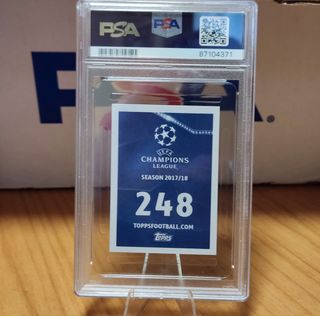 PSA
PSA
87104371
UEFA
CHAMPIONS
LEAGUE
SEASON 2017/18
248
TOPPSFOOTBALL.COM
Topps
PSA